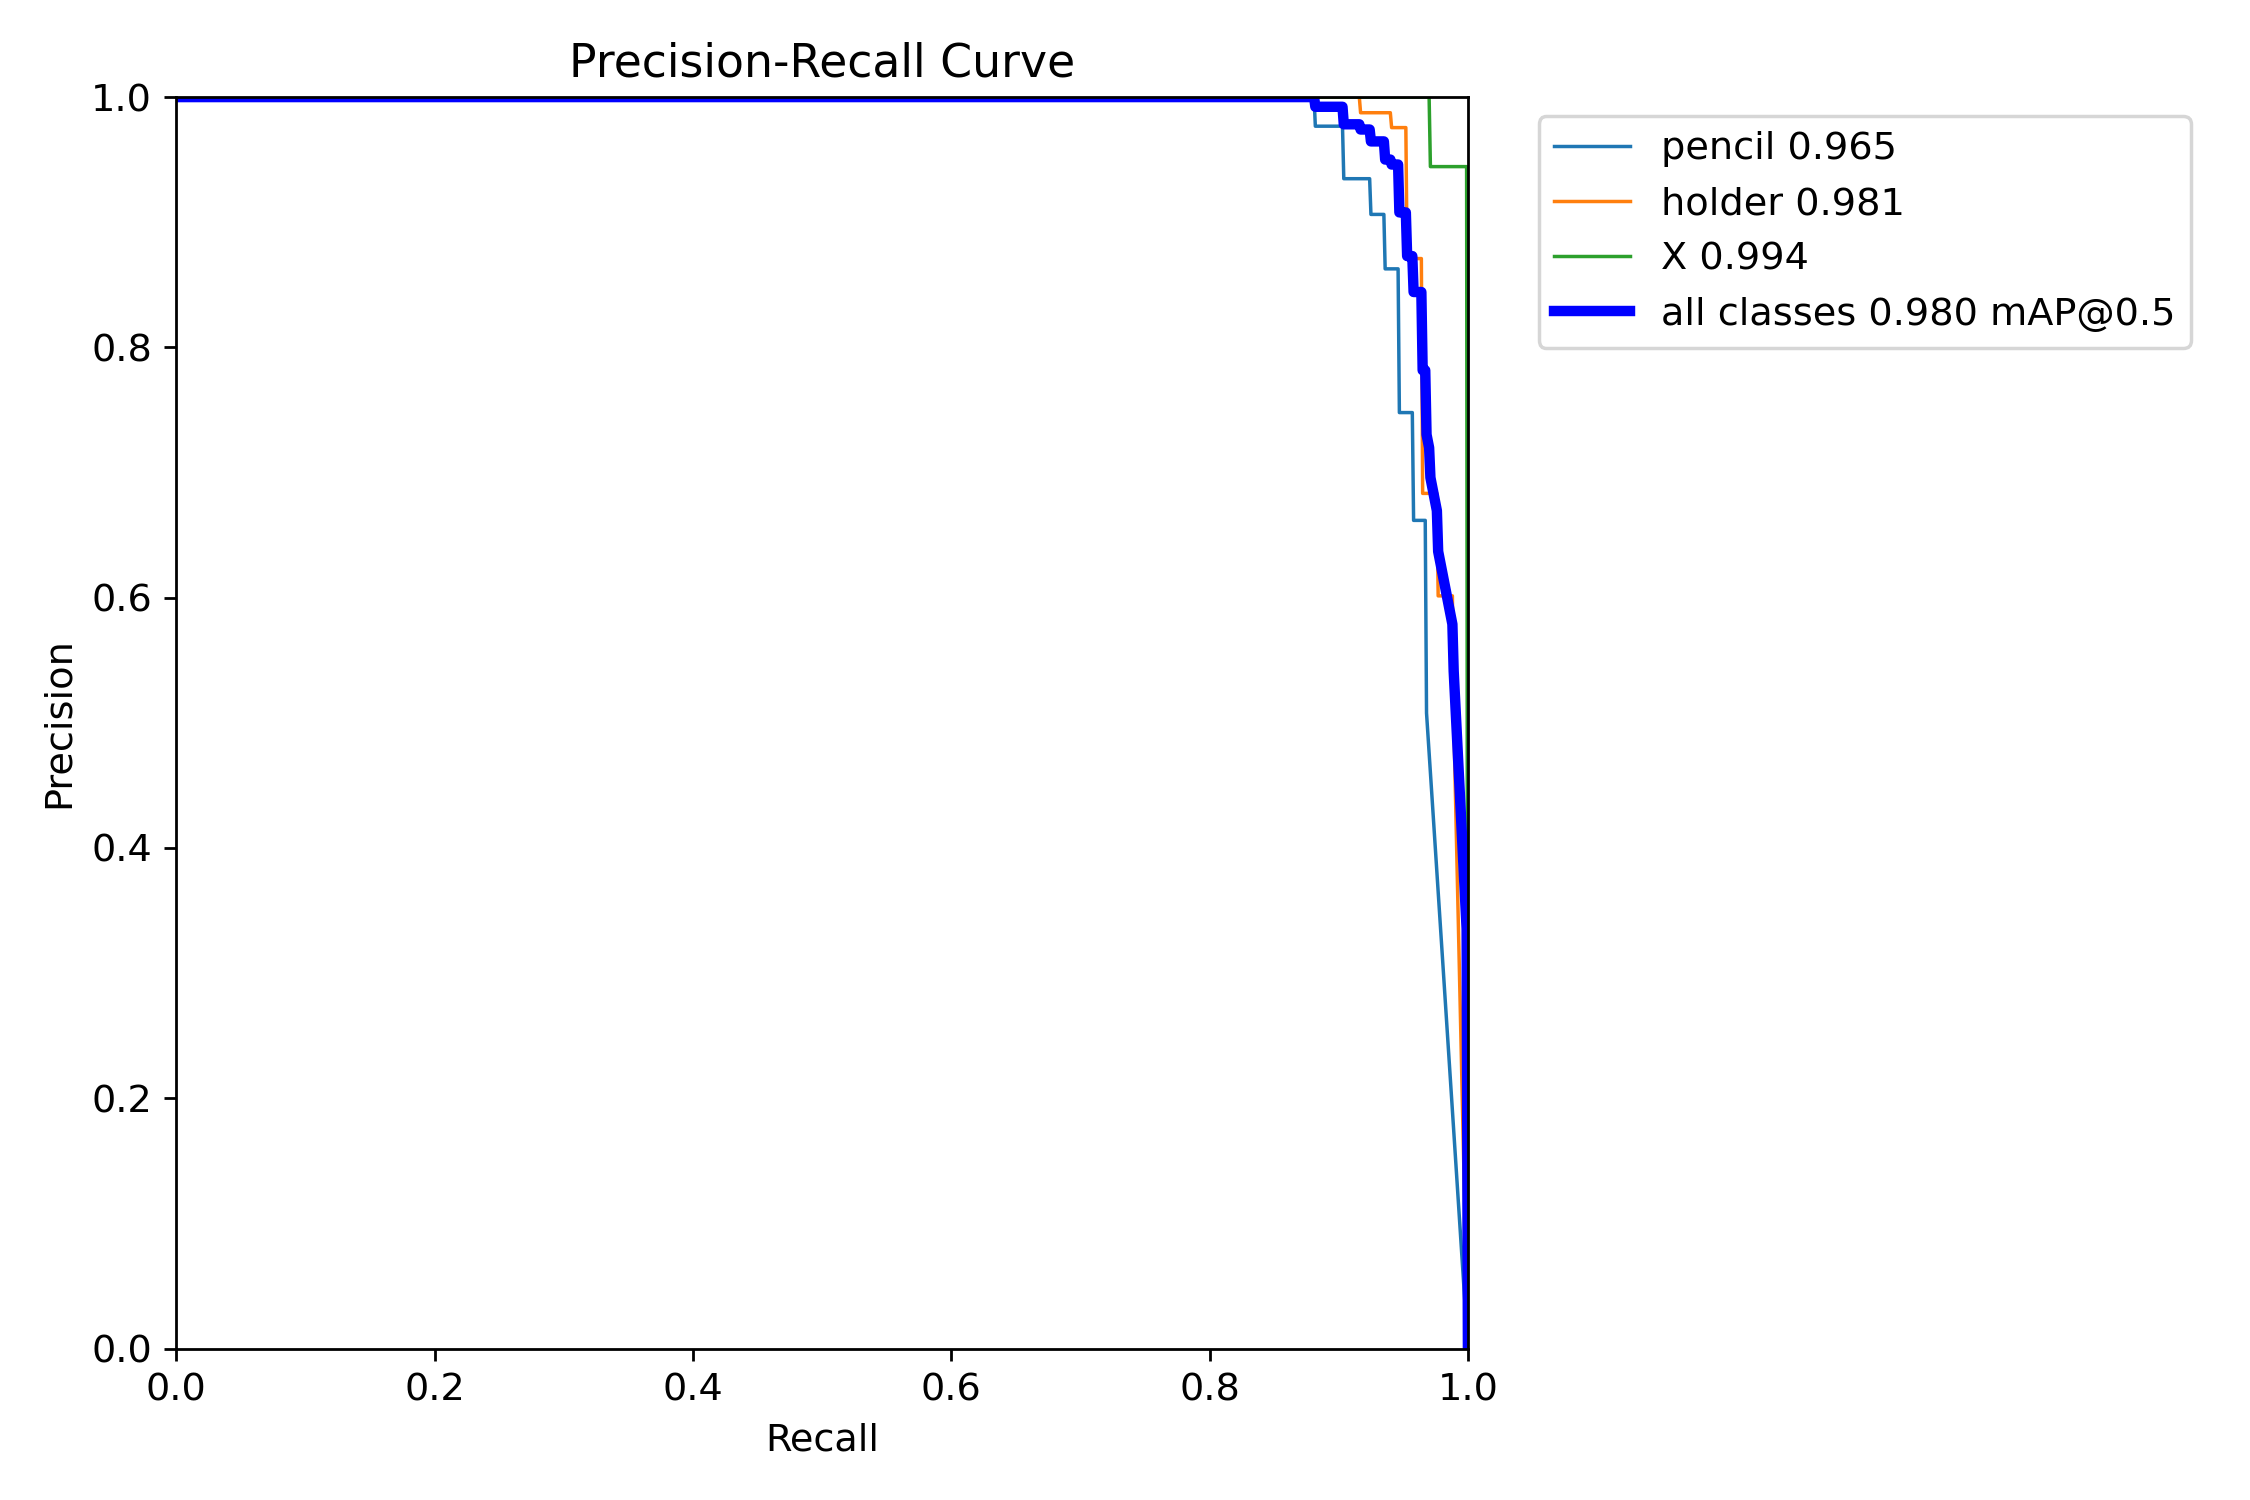 Precision-Recall Curve
1.0
0.8
0.6
0.4
0.2
0.0
Precision
0.0 0.2 0.4 0.6 0.8 1.0
Recall
pencil 0.965
holder 0.981
X 0.994
all classes 0.980 mAP@0.5